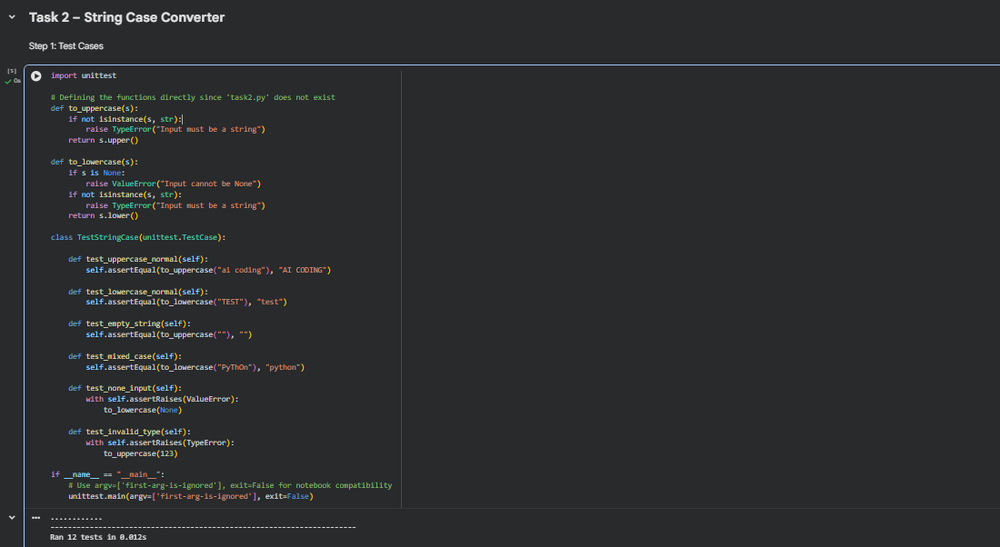 Task 2 – String Case Converter
Step 1: Test Cases
[5]
0s
import unittest
# Defining the functions directly since 'task2.py' does not exist
def to_uppercase(s):
    if not isinstance(s, str):
        raise TypeError("Input must be a string")
    return s.upper()
def to_lowercase(s):
    if s is None:
        raise ValueError("Input cannot be None")
    if not isinstance(s, str):
        raise TypeError("Input must be a string")
    return s.lower()
class TestStringCase(unittest.TestCase):
    def test_uppercase_normal(self):
        self.assertEqual(to_uppercase("ai coding"), "AI CODING")
    def test_lowercase_normal(self):
        self.assertEqual(to_lowercase("TEST"), "test")
    def test_empty_string(self):
        self.assertEqual(to_uppercase(""), "")
    def test_mixed_case(self):
        self.assertEqual(to_lowercase("PyThOn"), "python")
    def test_none_input(self):
        with self.assertRaises(ValueError):
            to_lowercase(None)
    def test_invalid_type(self):
        with self.assertRaises(TypeError):
            to_uppercase(123)
if __name__ == "__main__":
    # Use argv=['first-arg-is-ignored'], exit=False for notebook compatibility
    unittest.main(argv=['first-arg-is-ignored'], exit=False)
............
----------------------------------------------------------------------
Ran 12 tests in 0.012s